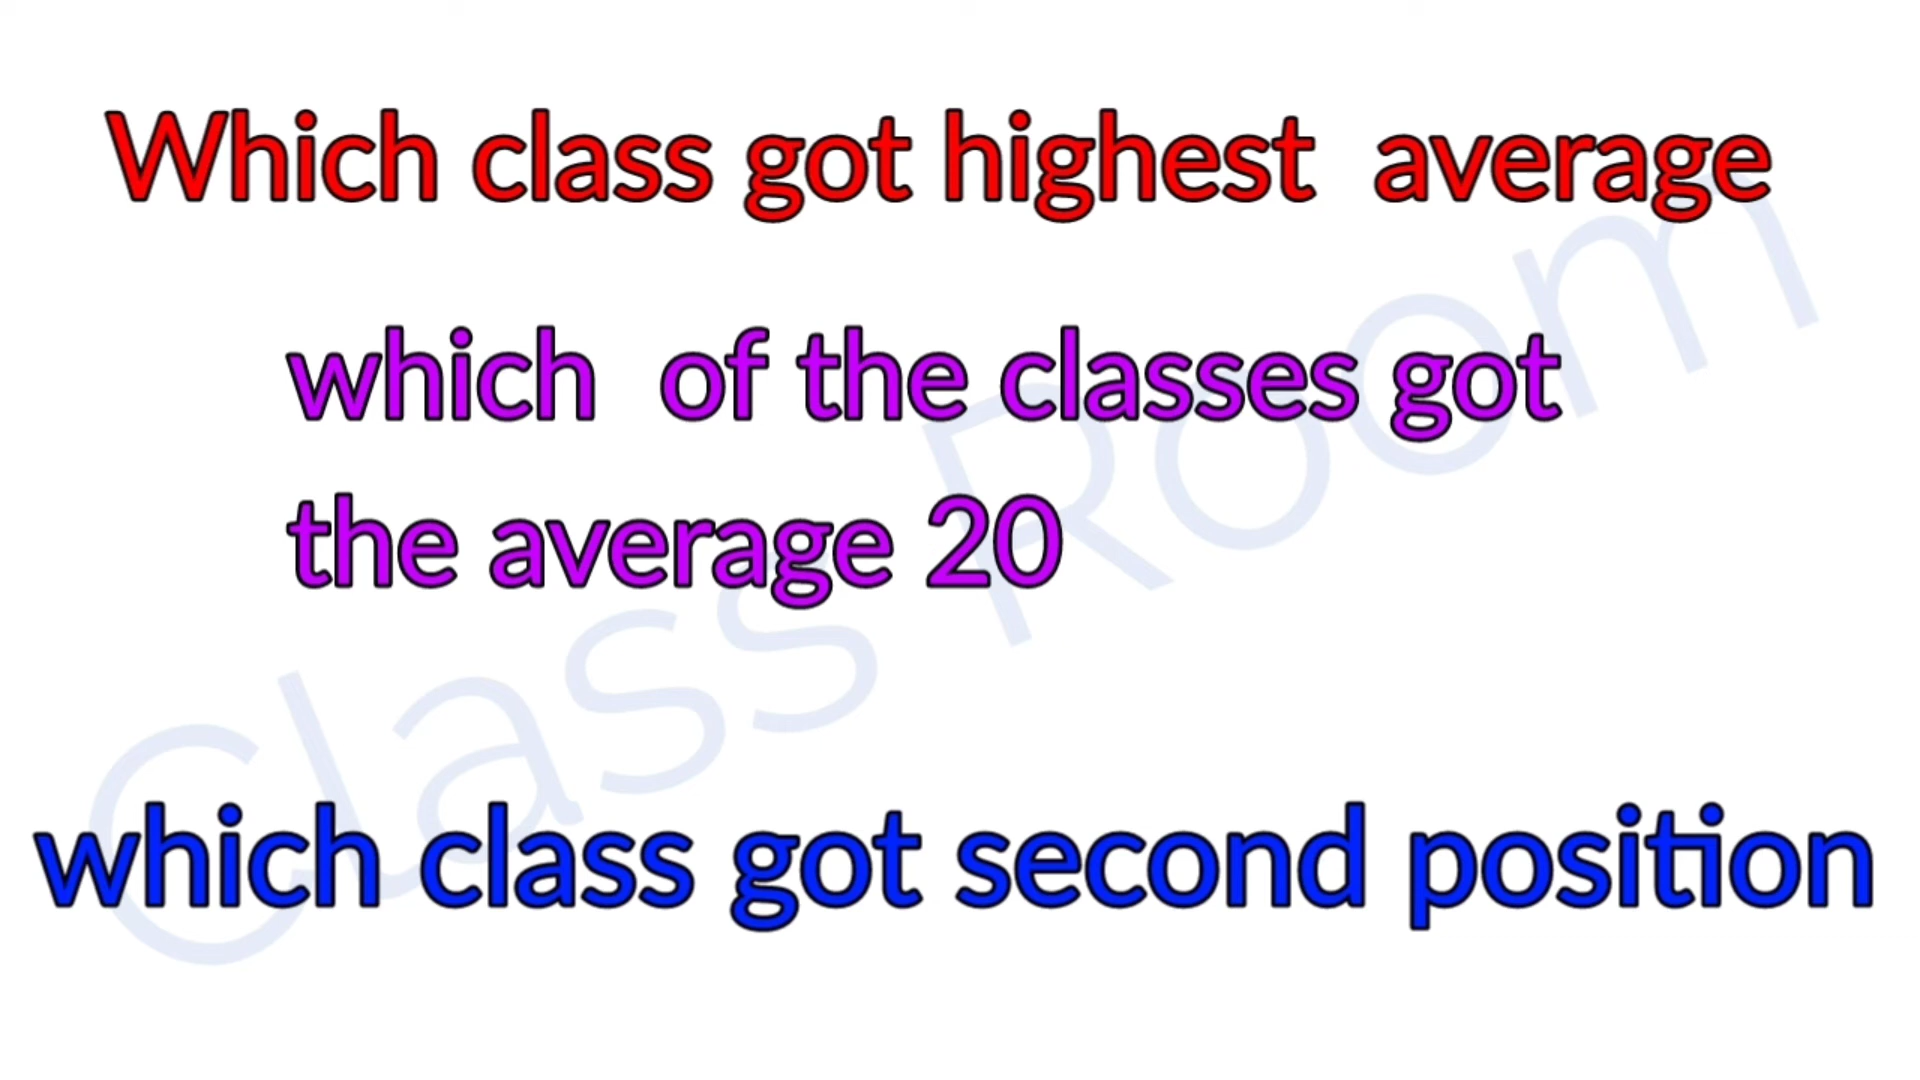 Which class got highest average
which of the classes got
the average 20
which class got second position
Class Room